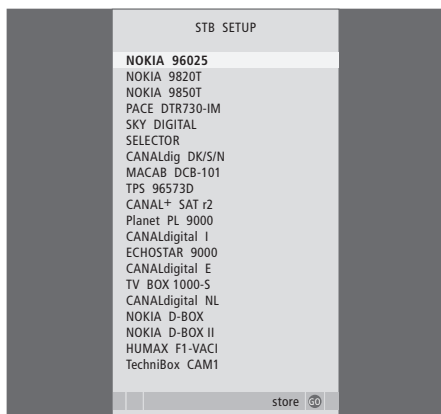 STB SETUP
NOKIA 96025
NOKIA 9820T
NOKIA 9850T
PACE DTR730-IM
SKY DIGITAL
SELECTOR
CANALdig DK/S/N
MACAB DCB-101
TPS 96573D
CANAL+ SAT r2
Planet PL 9000
CANALdigital I
ECHOSTAR 9000
CANALdigital E
TV BOX 1000-S
CANALdigital NL
NOKIA D-BOX
NOKIA D-BOX II
HUMAX F1-VACI
TechniBox CAM1
store GO